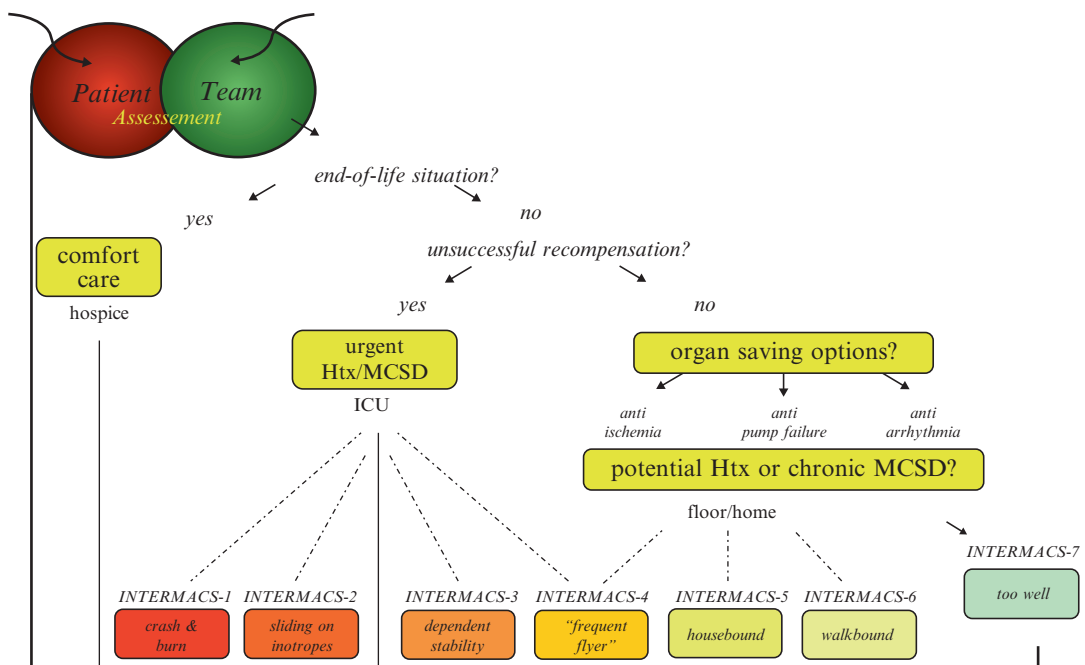 Patient Team
Assessement
end-of-life situation?
yes
no
comfort
care
hospice
unsuccessful recompensation?
yes
no
urgent
Htx/MCSD
ICU
organ saving options?
anti
ischemia
anti
pump failure
anti
arrhythmia
potential Htx or chronic MCSD?
floor/home
INTERMACS-1
crash &
burn
INTERMACS-2
sliding on
inotropes
INTERMACS-3
dependent
stability
INTERMACS-4
“frequent
flyer”
INTERMACS-5
housebound
INTERMACS-6
walkbound
INTERMACS-7
too well